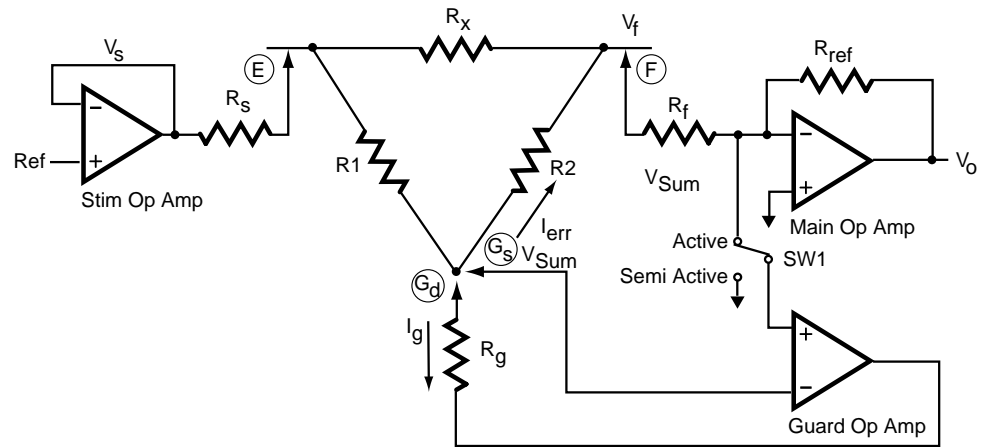 Rx
Vf
Vs
E
F
Rref
Rs
Rf
−
+
Ref
Stim Op Amp
R1
R2
−
+
Vo
VSum
Main Op Amp
Ierr
Gs
VSum
Active
SW1
Gd
Semi Active
Ig
Rg
+
−
Guard Op Amp